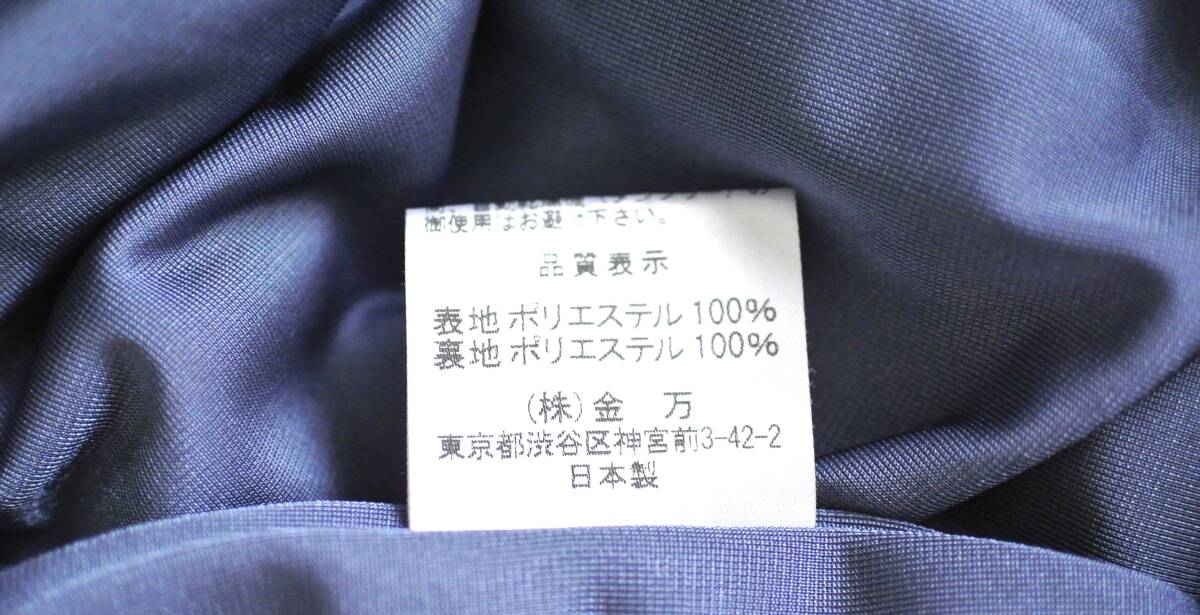 御使用はお避け下さい。
品質表示
表地 ポリエステル 100%
裏地 ポリエステル 100%
(株)金 万
東京都渋谷区神宮前3-42-2
日本製